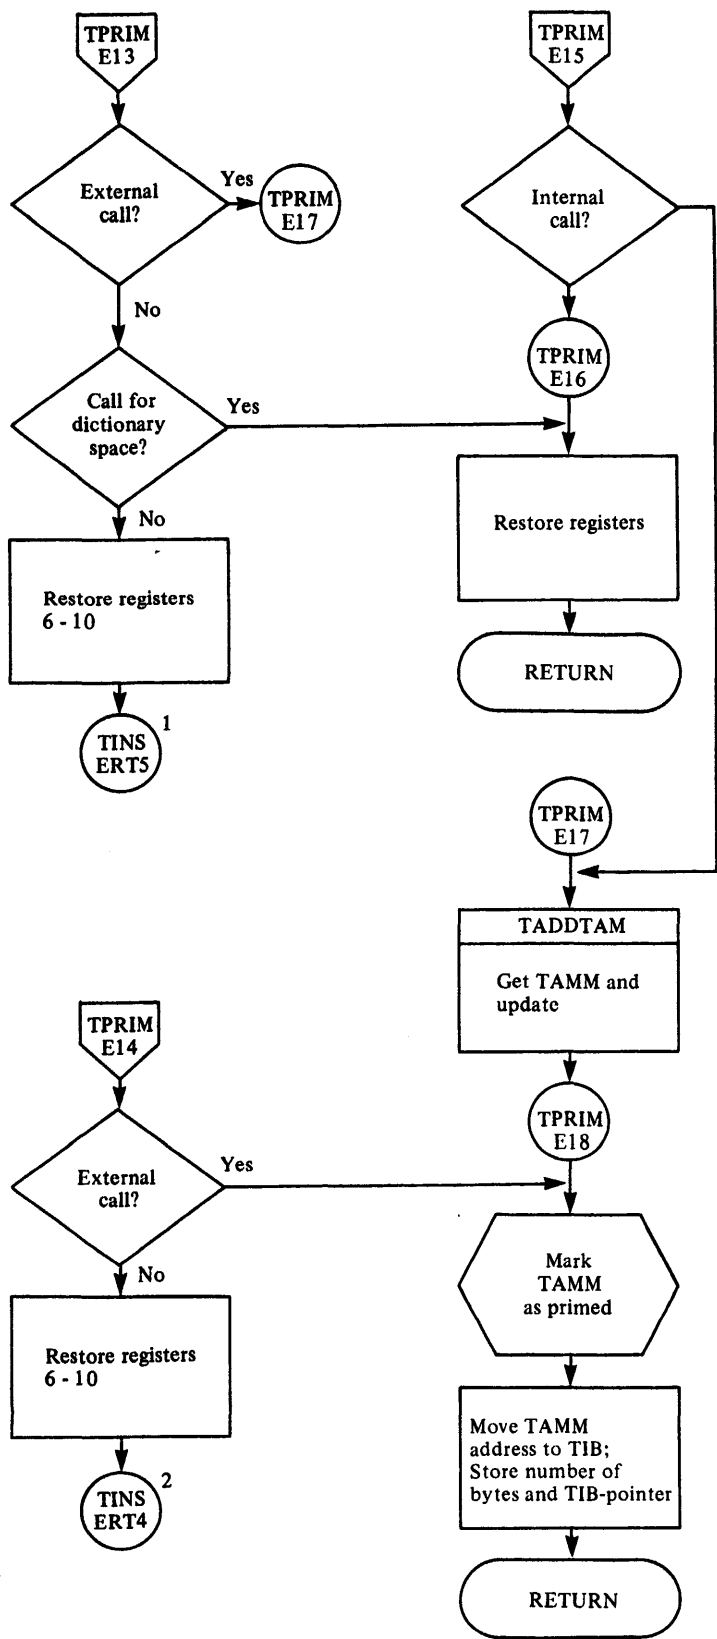 TPRIM
E13
External
call?
Yes
TPRIM
E17
No
Call for
dictionary
space?
Yes
No
Restore registers
6 - 10
TINS
ERT5
1
TPRIM
E15
Internal
call?
TPRIM
E16
Restore registers
RETURN
TPRIM
E17
TADDTAM
Get TAMM and
update
TPRIM
E18
TPRIM
E14
External
call?
Yes
No
Restore registers
6 - 10
TINS
ERT4
2
Mark
TAMM
as primed
Move TAMM
address to TIB;
Store number of
bytes and TIB-pointer
RETURN